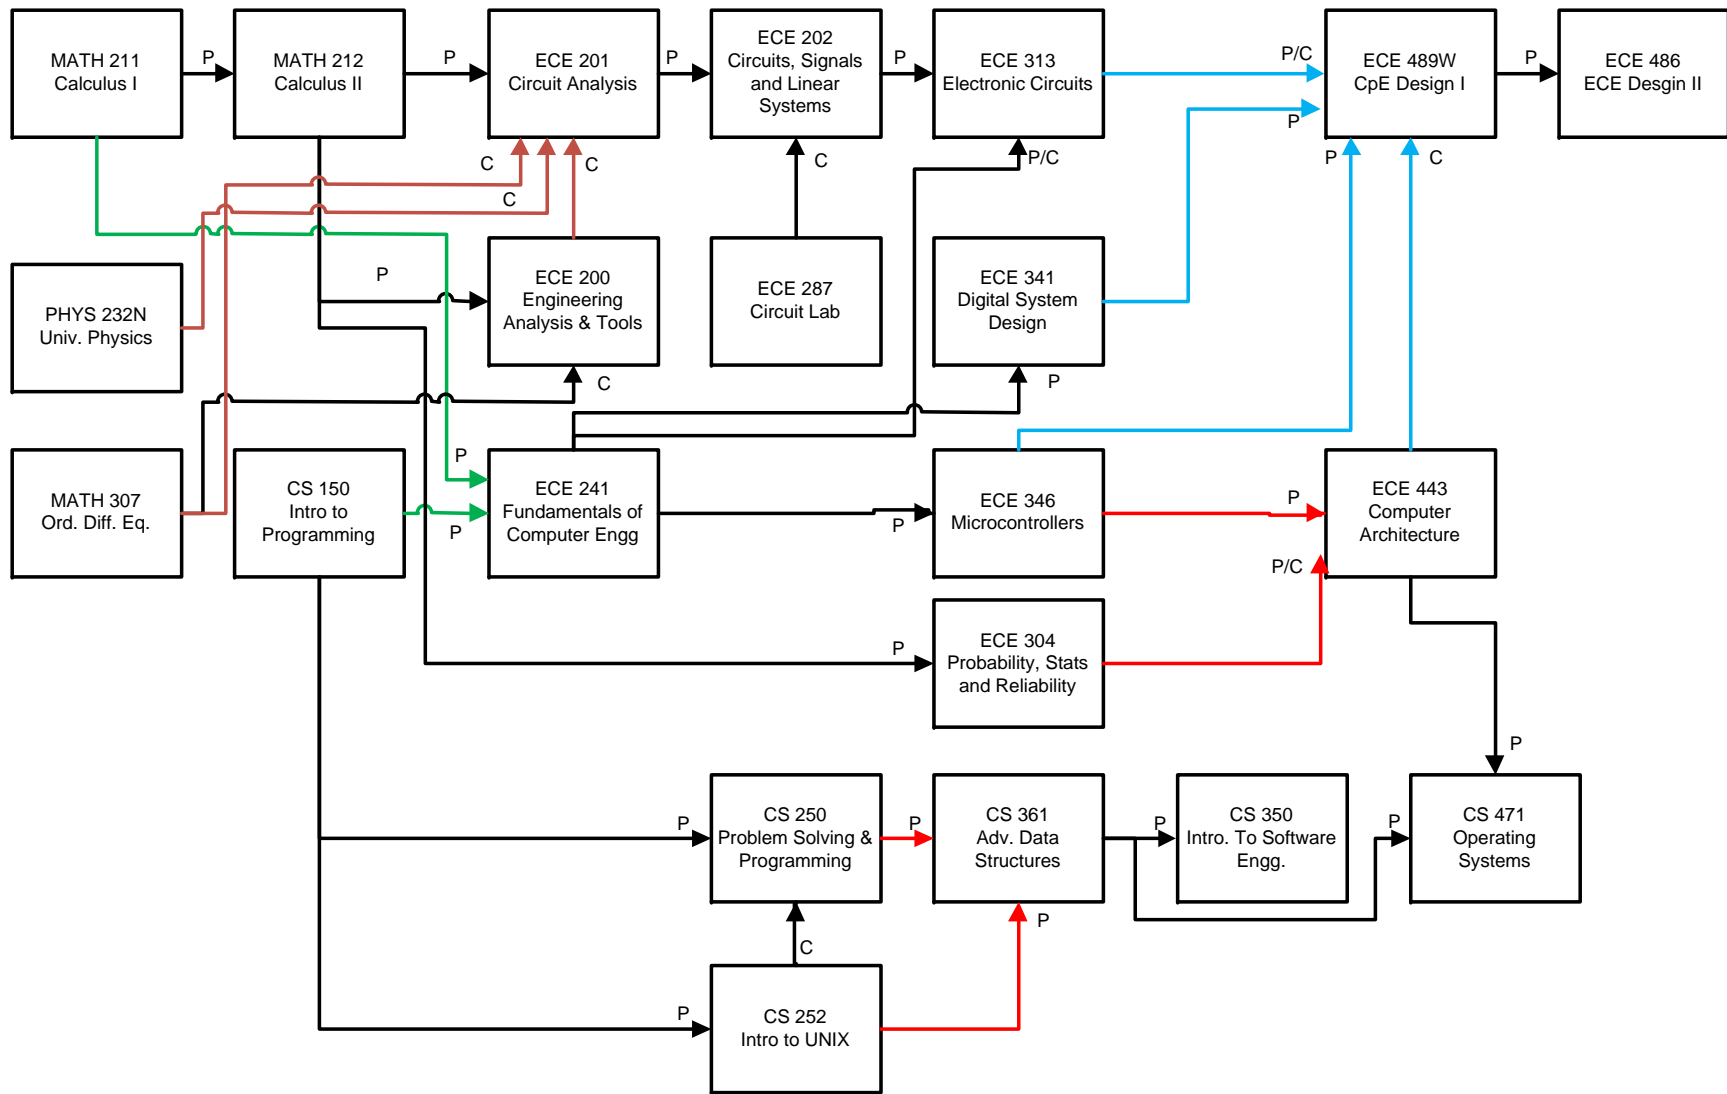 MATH 211
Calculus I
P
MATH 212
Calculus II
P
ECE 201
Circuit Analysis
P
ECE 202
Circuits, Signals
and Linear
Systems
P
ECE 313
Electronic Circuits
P/C
P
ECE 489W
CpE Design I
P
ECE 486
ECE Desgin II
C
C
C
C
P/C
P
C
PHYS 232N
Univ. Physics
P
ECE 200
Engineering
Analysis & Tools
C
ECE 287
Circuit Lab
ECE 341
Digital System
Design
P
MATH 307
Ord. Diff. Eq.
CS 150
Intro to
Programming
P
P
ECE 241
Fundamentals of
Computer Engg
P
ECE 346
Microcontrollers
P
P/C
ECE 443
Computer
Architecture
P
ECE 304
Probability, Stats
and Reliability
P
P
CS 250
Problem Solving &
Programming
P
CS 361
Adv. Data
Structures
P
CS 350
Intro. To Software
Engg.
P
CS 471
Operating
Systems
C
P
P
CS 252
Intro to UNIX